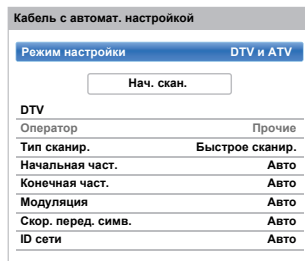 Кабель с автомат. настройкой
Режим настройки DTV и ATV
Нач. скан.
DTV
Оператор Прочие
Тип сканир. Быстрое сканир.
Начальная част. Авто
Конечная част. Авто
Модуляция Авто
Скор. перед. симв. Авто
ID сети Авто